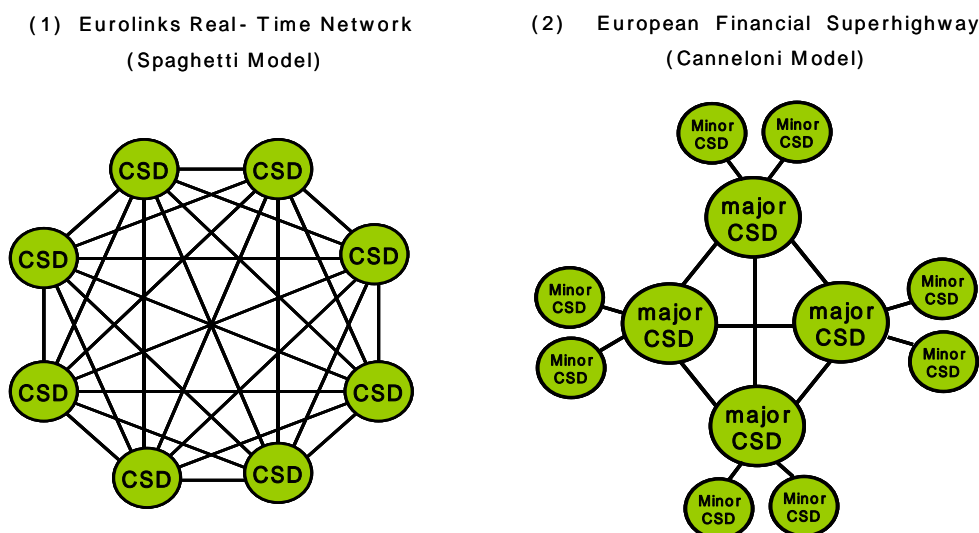 (1) Eurolinks Real- Time Network
(Spaghetti Model)
CSD
CSD
CSD
CSD
CSD
CSD
CSD
CSD
(2) European Financial Superhighway
(Canneloni Model)
Minor
CSD
Minor
CSD
major
CSD
Minor
CSD
Minor
CSD
major
CSD
major
CSD
Minor
CSD
Minor
CSD
major
CSD
Minor
CSD
Minor
CSD